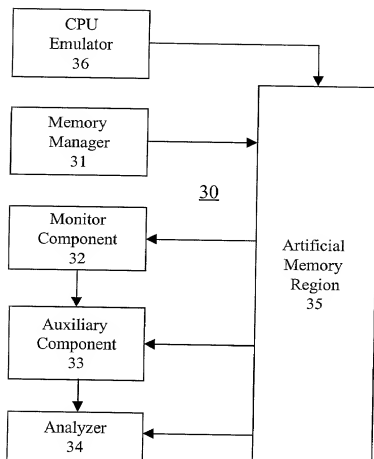 CPU
Emulator
36
Memory
Manager
31
30
Monitor
Component
32
Artificial
Memory
Region
35
Auxiliary
Component
33
Analyzer
34